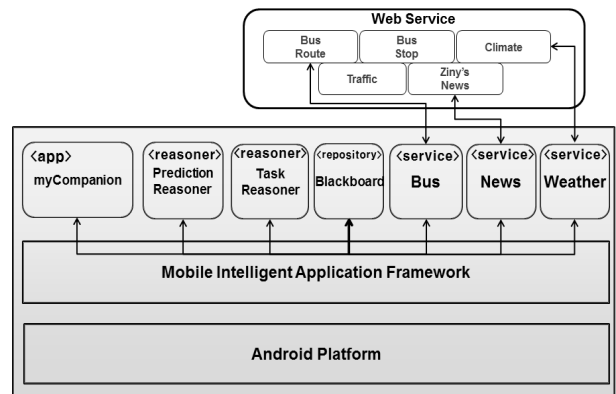 Web Service
Bus
Route
Bus
Stop
Climate
Traffic
Ziny's
News
<app>
myCompanion
<reasoner>
Prediction
Reasoner
<reasoner>
Task
Reasoner
<repository>
Blackboard
<service>
Bus
<service>
News
<service>
Weather
Mobile Intelligent Application Framework
Android Platform